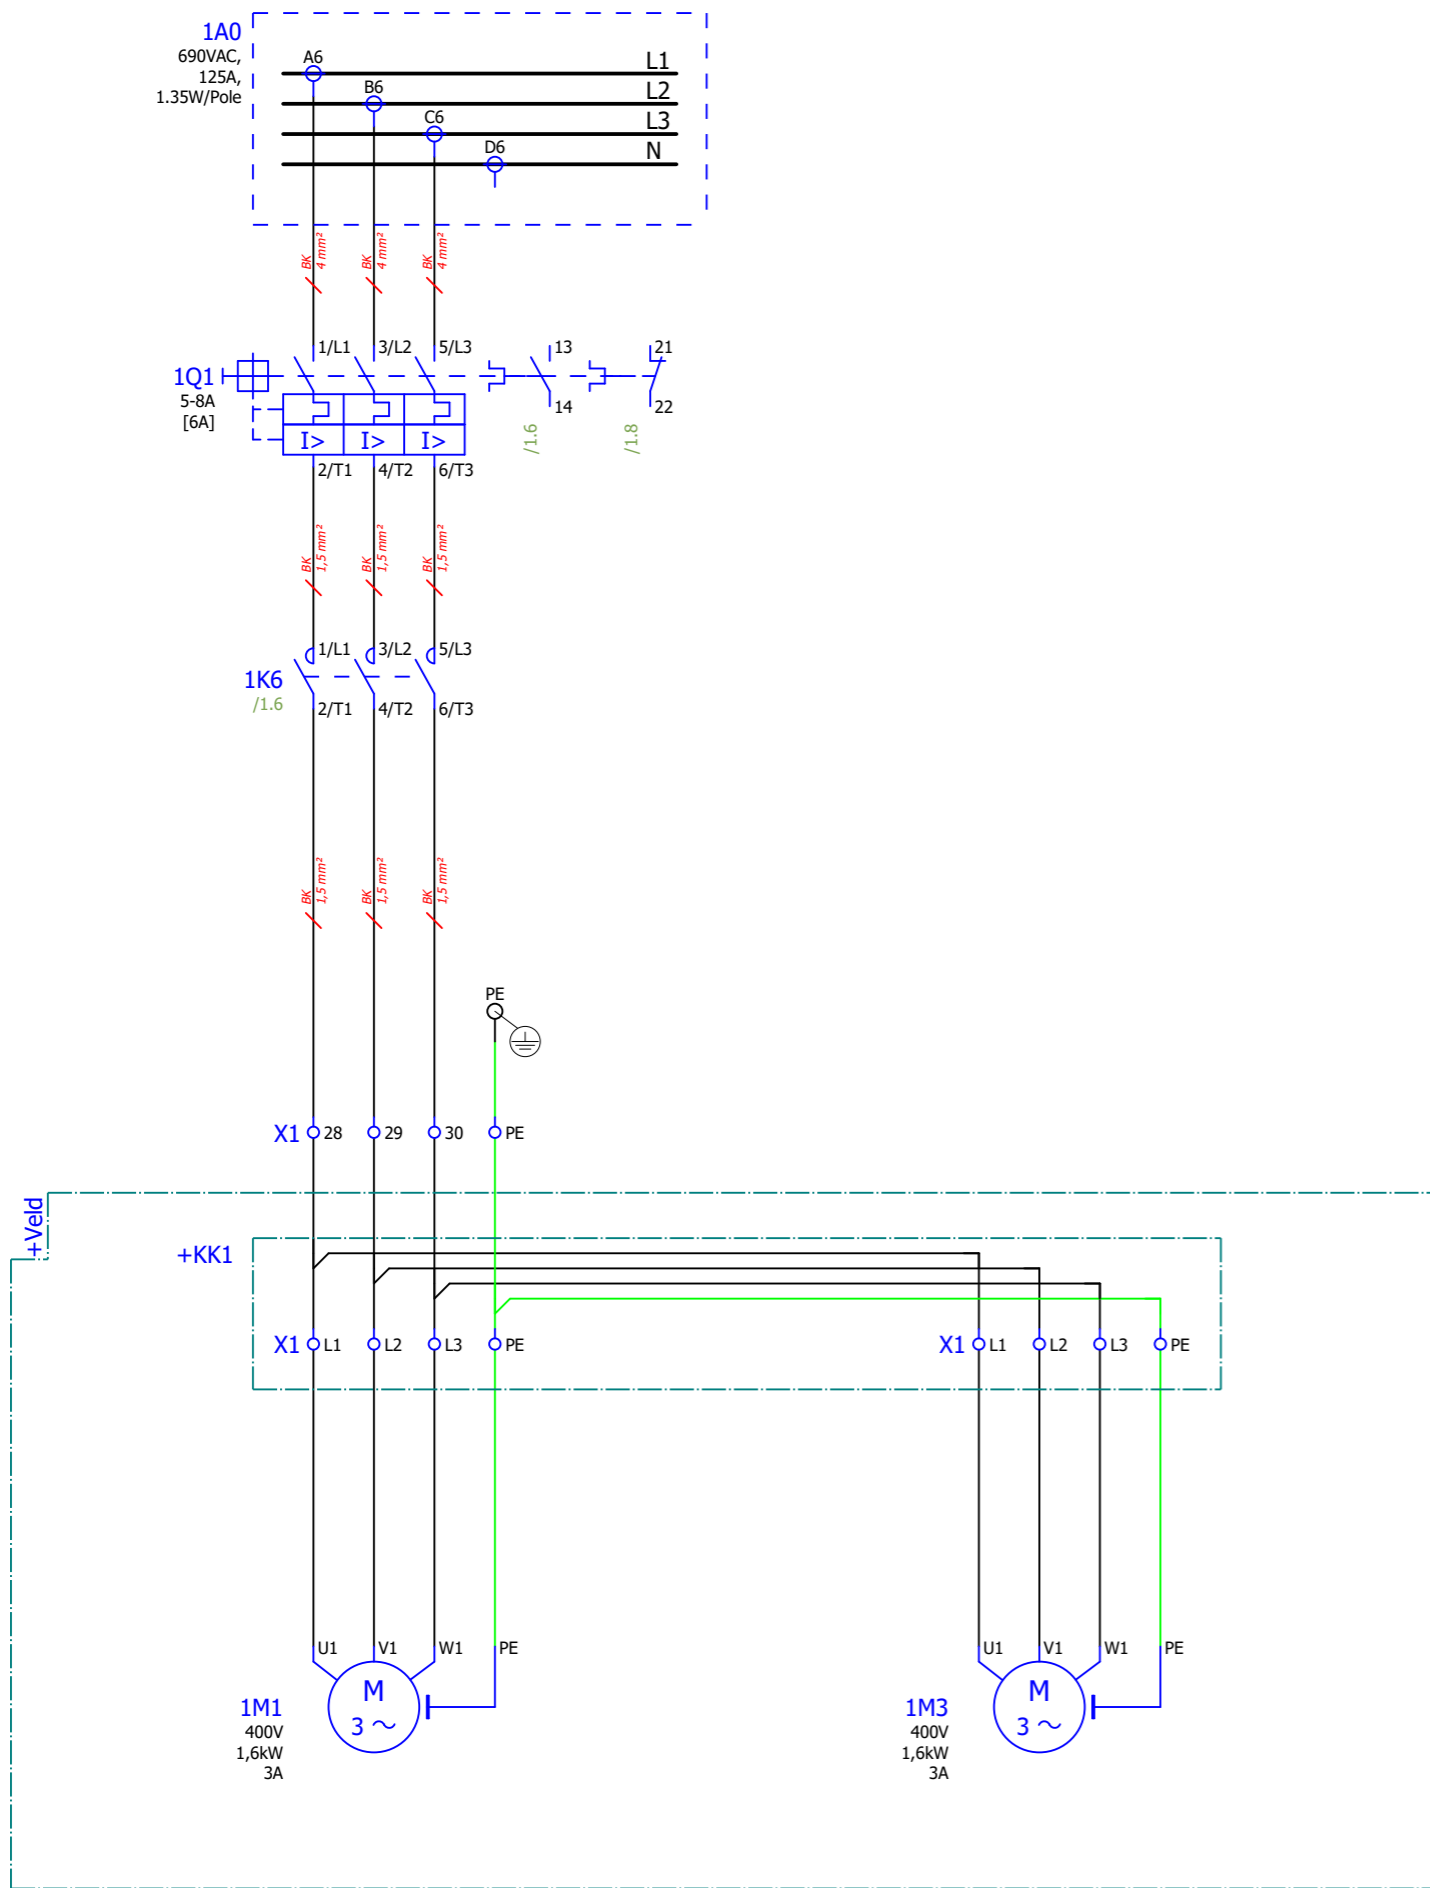 1A0
690VAC,
125A,
1.35W/Pole
A6
L1
B6
L2
C6
L3
D6
N
BK
4 mm²
BK
4 mm²
BK
4 mm²
1/L1
3/L2
5/L3
13
21
1Q1
5-8A
[6A]
14
22
I>
I>
I>
/1.6
/1.8
2/T1
4/T2
6/T3
BK
1,5 mm²
BK
1,5 mm²
BK
1,5 mm²
1/L1
3/L2
5/L3
1K6
/1.6
2/T1
4/T2
6/T3
BK
1,5 mm²
BK
1,5 mm²
BK
1,5 mm²
PE
X1
28
29
30
PE
+Veld
+KK1
X1
L1
L2
L3
PE
X1
L1
L2
L3
PE
U1
V1
W1
PE
U1
V1
W1
PE
1M1
400V
1,6kW
3A
M
3 ~
1M3
400V
1,6kW
3A
M
3 ~